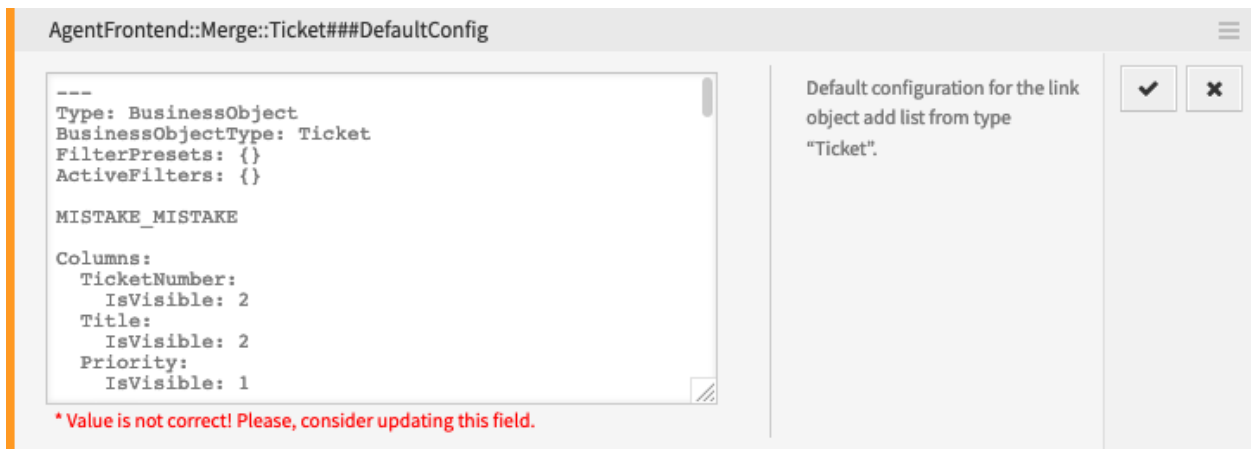 AgentFrontend::Merge::Ticket###DefaultConfig
---
Type: BusinessObject
BusinessObjectType: Ticket
FilterPresets: {}
ActiveFilters: {}
MISTAKE_MISTAKE
Columns:
TicketNumber:
IsVisible: 2
Title:
IsVisible: 2
Priority:
IsVisible: 1
* Value is not correct! Please, consider updating this field.
Default configuration for the link
object add list from type
“Ticket”.